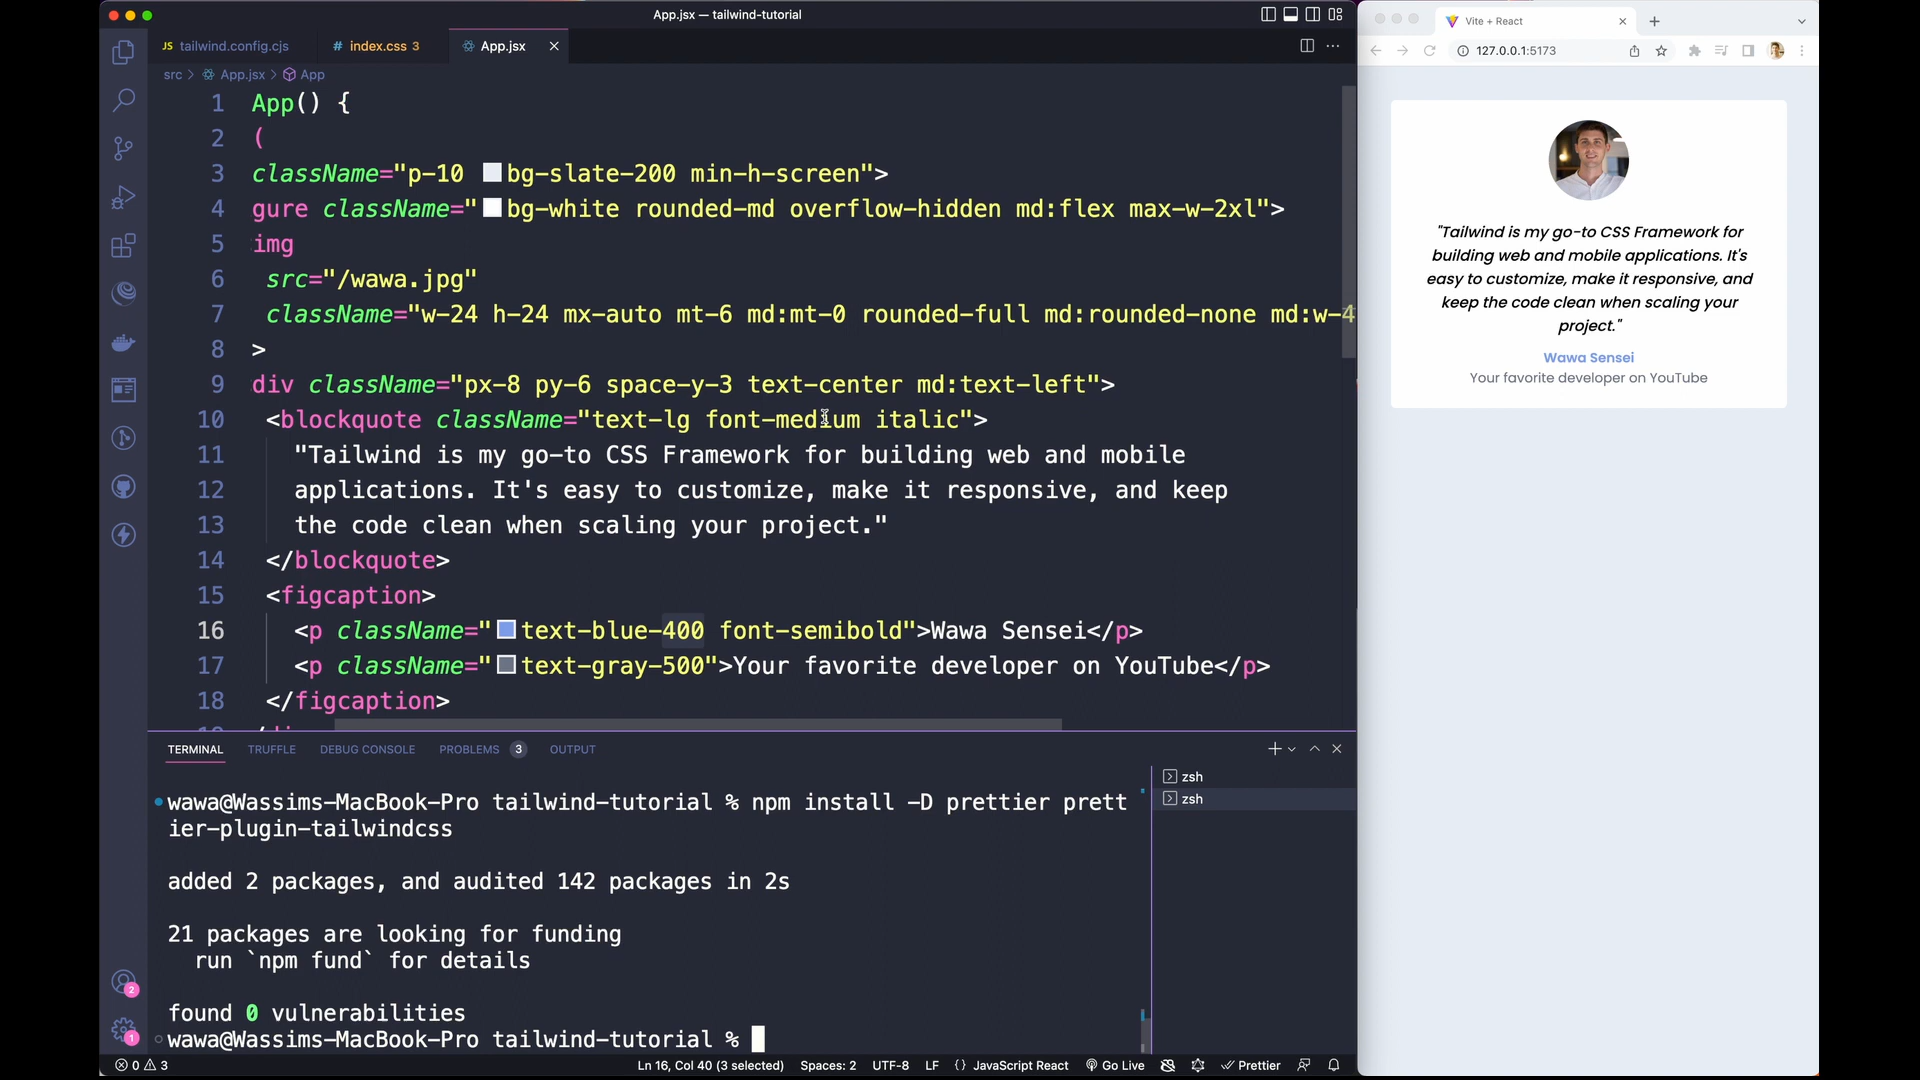 App.jsx — tailwind-tutorial
JS tailwind.config.cjs
# index.css 3
App.jsx
src > App.jsx > App
1 App() {
2 (
3 className="p-10 bg-slate-200 min-h-screen">
4 gure className="bg-white rounded-md overflow-hidden md:flex max-w-2xl">
5 img
6 src="/wawa.jpg"
7 className="w-24 h-24 mx-auto mt-6 md:mt-0 rounded-full md:rounded-none md:w-4
8 >
9 div className="px-8 py-6 space-y-3 text-center md:text-left">
10 <blockquote className="text-lg font-medium italic">
11 "Tailwind is my go-to CSS Framework for building web and mobile
12 applications. It's easy to customize, make it responsive, and keep
13 the code clean when scaling your project."
14 </blockquote>
15 <figcaption>
16 <p className="text-blue-400 font-semibold">Wawa Sensei</p>
17 <p className="text-gray-500">Your favorite developer on YouTube</p>
18 </figcaption>
TERMINAL TRUFFLE DEBUG CONSOLE PROBLEMS 3 OUTPUT
wawa@Wassims-MacBook-Pro tailwind-tutorial % npm install -D prettier prett
ier-plugin-tailwindcss
added 2 packages, and audited 142 packages in 2s
21 packages are looking for funding
run `npm fund` for details
found 0 vulnerabilities
wawa@Wassims-MacBook-Pro tailwind-tutorial %
zsh
zsh
2
1
0 3
Ln 16, Col 40 (3 selected) Spaces: 2 UTF-8 LF {} JavaScript React Go Live Prettier
Vite + React
127.0.0.1:5173
"Tailwind is my go-to CSS Framework for
building web and mobile applications. It's
easy to customize, make it responsive, and
keep the code clean when scaling your
project."
Wawa Sensei
Your favorite developer on YouTube